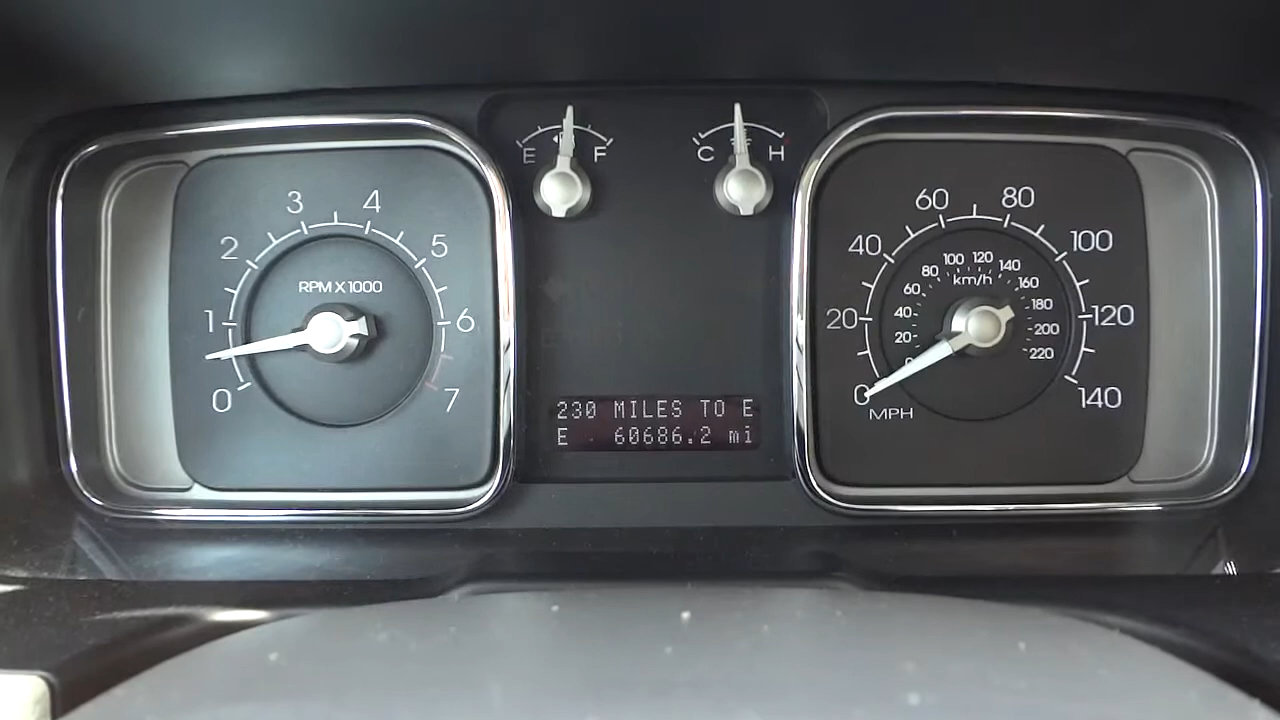 E F
C H
0 1 2 3 4 5 6 7
RPM X 1000
0 20 40 60 80 100 120 140
MPH
20 40 60 80 100 120 140 160 180 200 220
km/h
230 MILES TO E
E 60686.2 mi